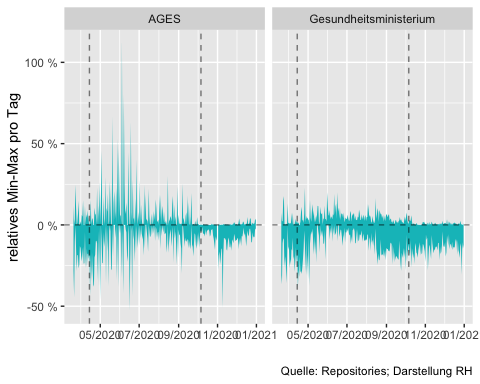 AGES
Gesundheitsministerium
relatives Min-Max pro Tag
100 %
50 %
0 %
-50 %
05/2020 07/2020 09/2020 11/2020 01/2021
05/2020 07/2020 09/2020 11/2020 01/202
Quelle: Repositories; Darstellung RH